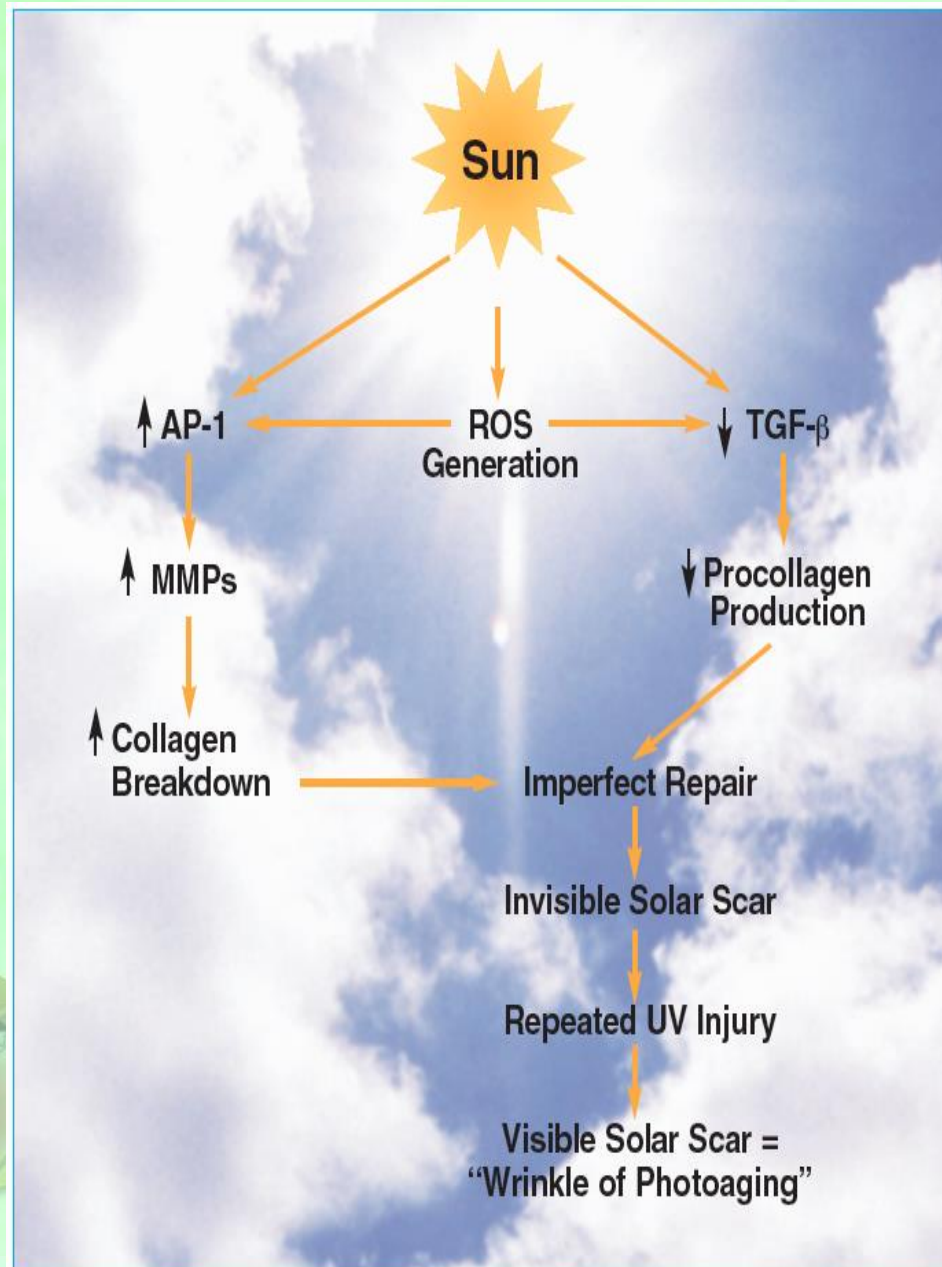 Sun
↑ AP-1
ROS
Generation
↓ TGF-β
↑ MMPs
↓ Procollagen
Production
↑ Collagen
Breakdown
Imperfect Repair
Invisible Solar Scar
Repeated UV Injury
Visible Solar Scar =
“Wrinkle of Photoaging”